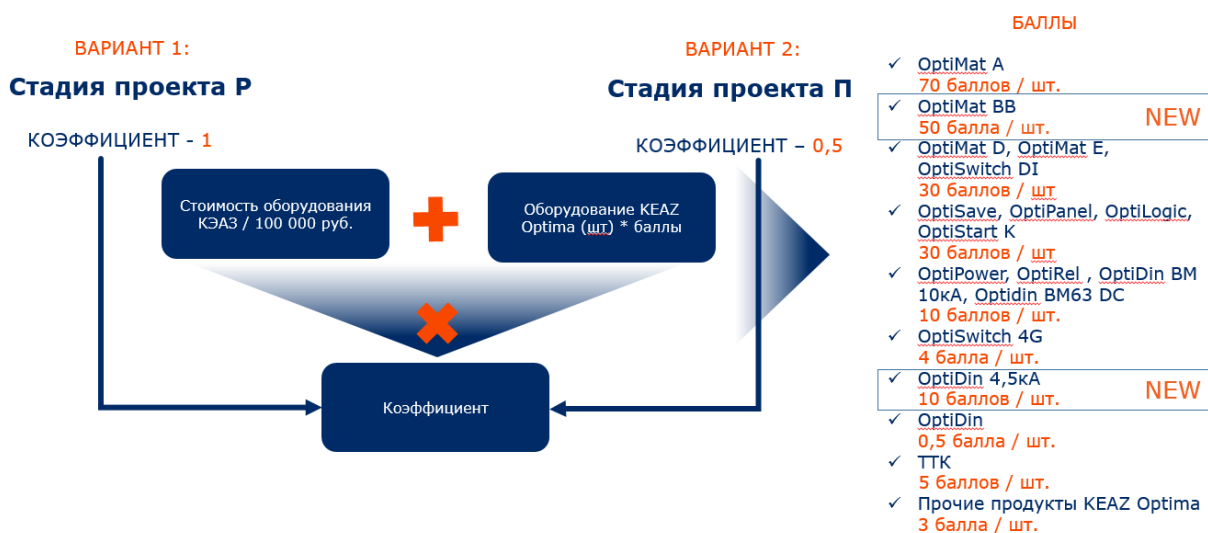 ВАРИАНТ 1:
Стадия проекта Р
КОЭФФИЦИЕНТ - 1
Стоимость оборудования
КЭАЗ / 100 000 руб.
Оборудование KEAZ
Optima (шт) * баллы
Коэффициент
ВАРИАНТ 2:
Стадия проекта П
КОЭФФИЦИЕНТ – 0,5
БАЛЛЫ
✓ OptiMat A
70 баллов / шт.
✓ OptiMat BB
50 балла / шт.
NEW
✓ OptiMat D, OptiMat E,
OptiSwitch DI
30 баллов / шт
✓ OptiSave, OptiPanel, OptiLogic,
OptiStart K
30 баллов / шт
✓ OptiPower, OptiRel , OptiDin BM
10кА, Optidin BM63 DC
10 баллов / шт.
✓ OptiSwitch 4G
4 балла / шт.
✓ OptiDin 4,5кА
10 баллов / шт.
NEW
✓ OptiDin
0,5 балла / шт.
✓ ТТК
5 баллов / шт.
✓ Прочие продукты KEAZ Optima
3 балла / шт.